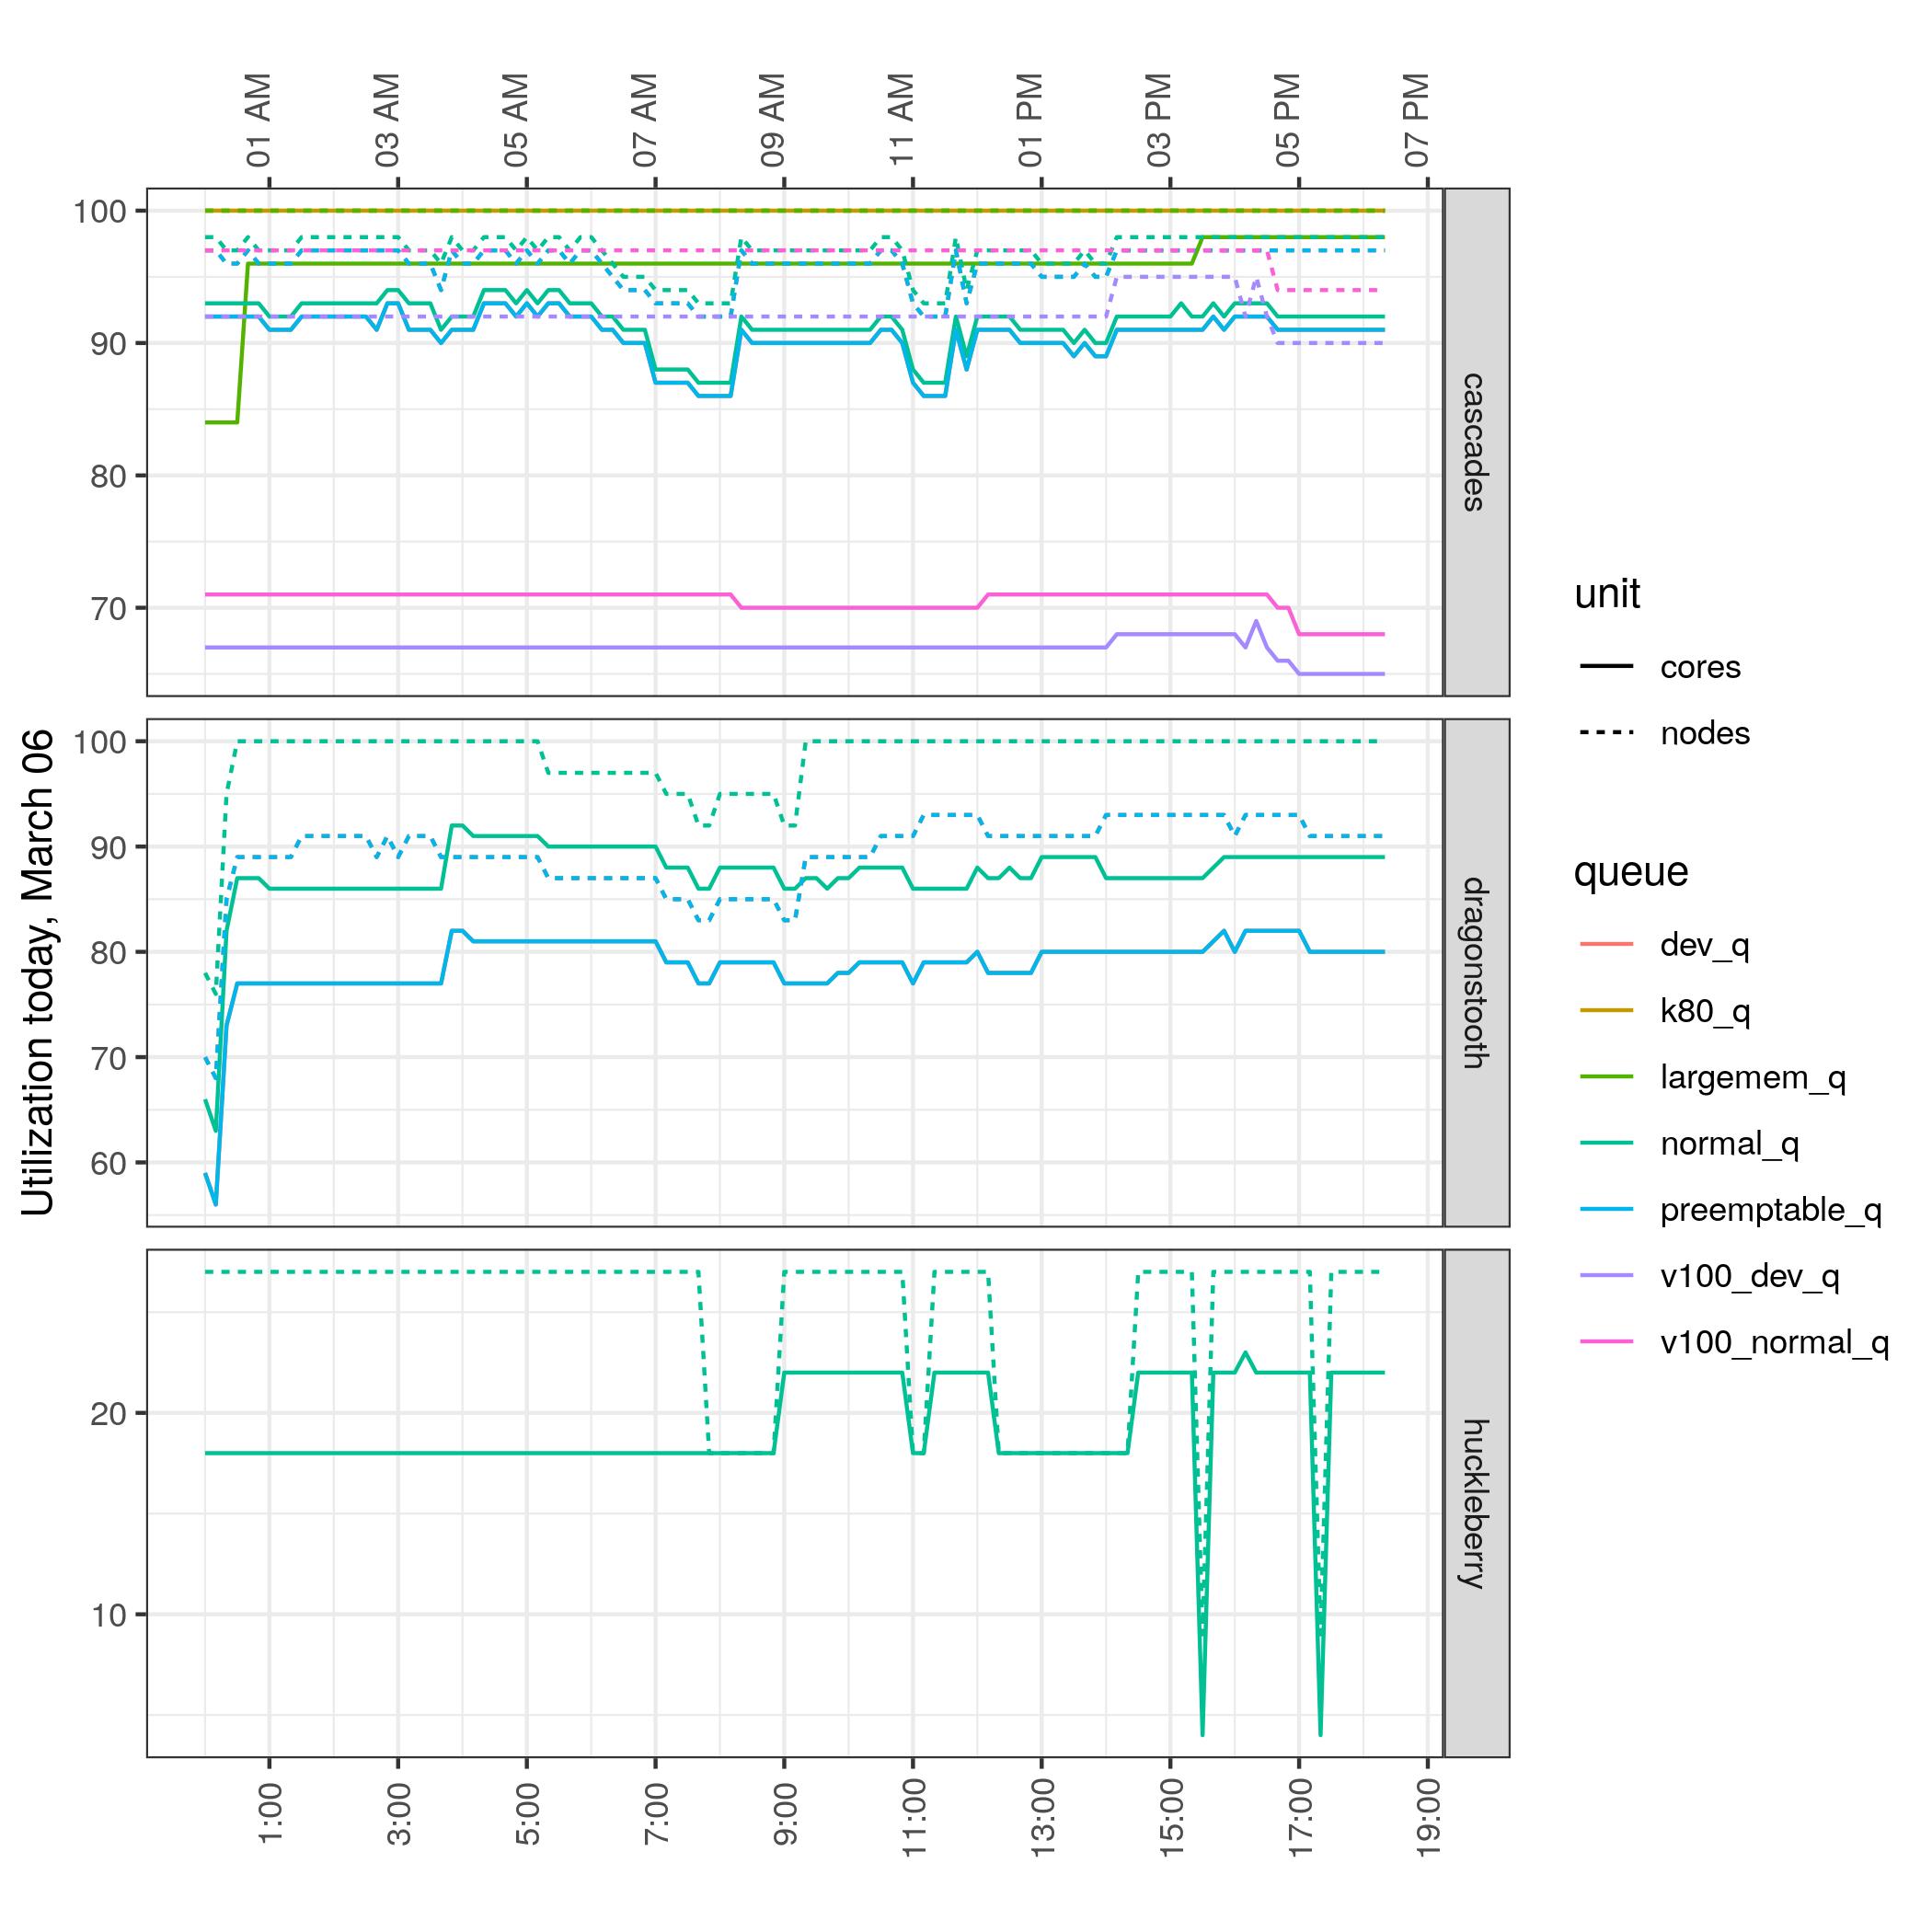 01 AM
03 AM
05 AM
07 AM
09 AM
11 AM
01 PM
03 PM
05 PM
07 PM
Utilization today, March 06
100
90
80
70
cascades
100
90
80
70
60
dragonstooth
20
10
huckleberry
1:00
3:00
5:00
7:00
9:00
11:00
13:00
15:00
17:00
19:00
unit
cores
nodes
queue
dev_q
k80_q
largemem_q
normal_q
preemptable_q
v100_dev_q
v100_normal_q